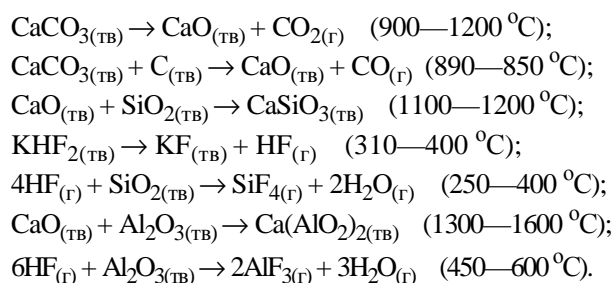 CaCO₃(тв) → CaO(тв) + CO₂(г) (900—1200 °C);
CaCO₃(тв) + C(тв) → CaO(тв) + CO(г) (890—850 °C);
CaO(тв) + SiO₂(тв) → CaSiO₃(тв) (1100—1200 °C);
KHF₂(тв) → KF(тв) + HF(г) (310—400 °C);
4HF(г) + SiO₂(тв) → SiF₄(г) + 2H₂O(г) (250—400 °C);
CaO(тв) + Al₂O₃(тв) → Ca(AlO₂)₂(тв) (1300—1600 °C);
6HF(г) + Al₂O₃(тв) → 2AlF₃(г) + 3H₂O(г) (450—600 °C).